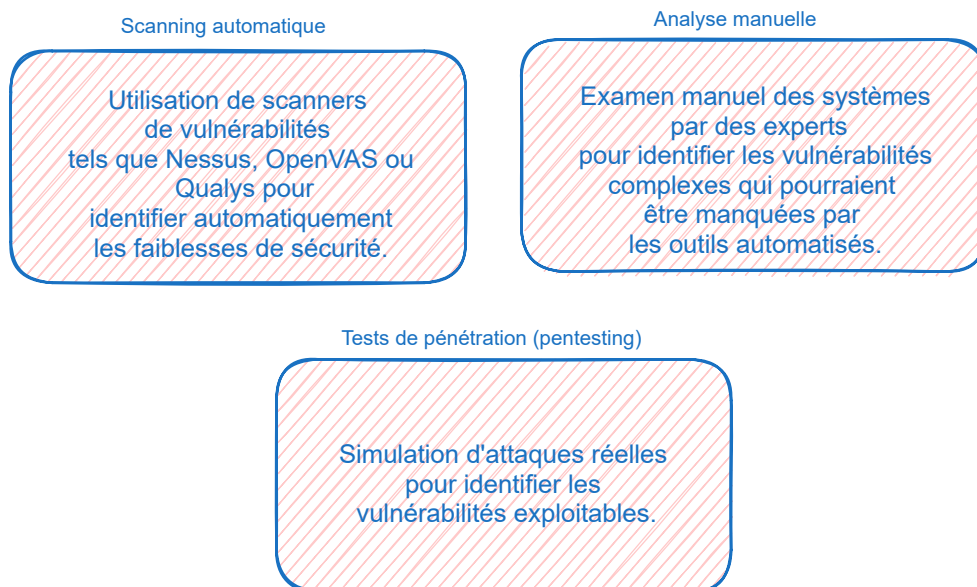 Scanning automatique
Utilisation de scanners
de vulnérabilités
tels que Nessus, OpenVAS ou
Qualys pour
identifier automatiquement
les faiblesses de sécurité.
Analyse manuelle
Examen manuel des systèmes
par des experts
pour identifier les vulnérabilités
complexes qui pourraient
être manquées par
les outils automatisés.
Tests de pénétration (pentesting)
Simulation d'attaques réelles
pour identifier les
vulnérabilités exploitables.